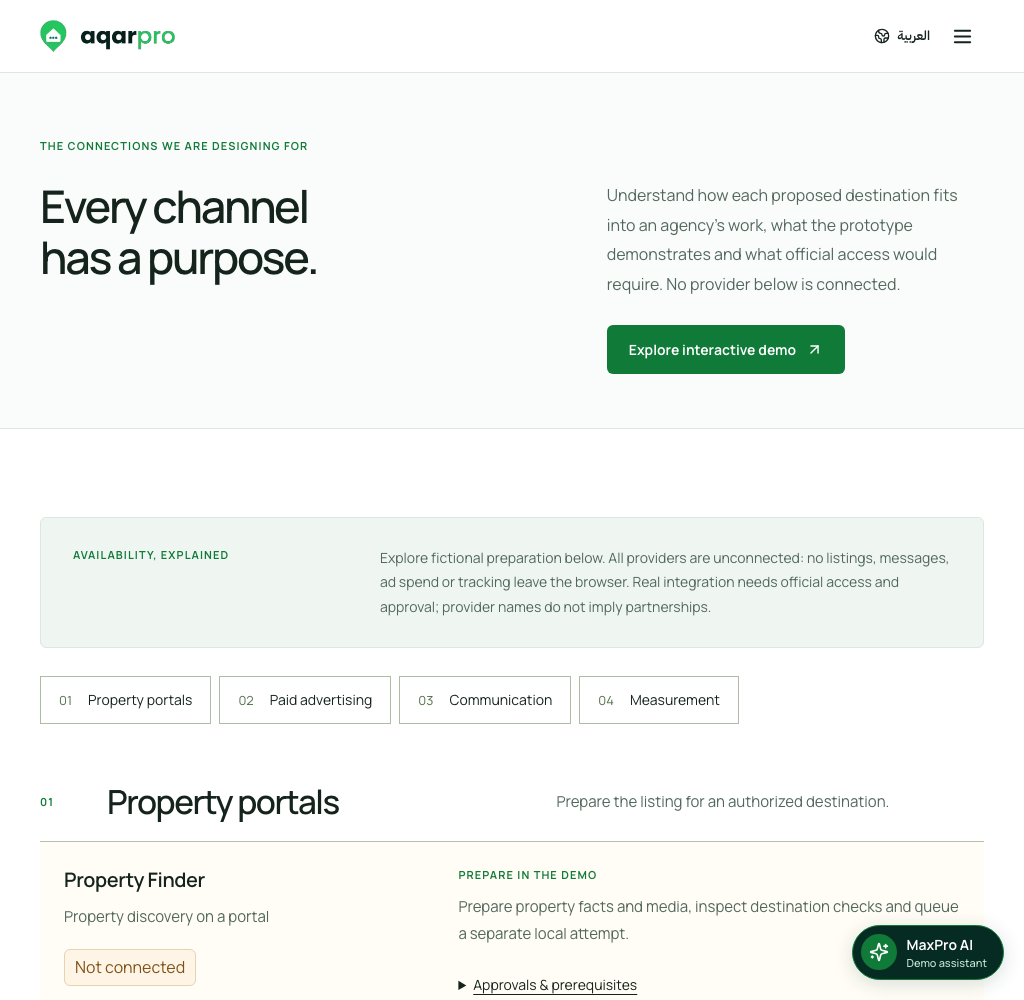 aqarpro
العربية
THE CONNECTIONS WE ARE DESIGNING FOR
Every channel
has a purpose.
Understand how each proposed destination fits
into an agency’s work, what the prototype
demonstrates and what official access would
require. No provider below is connected.
Explore interactive demo
AVAILABILITY, EXPLAINED
Explore fictional preparation below. All providers are unconnected: no listings, messages,
ad spend or tracking leave the browser. Real integration needs official access and
approval; provider names do not imply partnerships.
01 Property portals
02 Paid advertising
03 Communication
04 Measurement
01
Property portals
Prepare the listing for an authorized destination.
Property Finder
Property discovery on a portal
Not connected
PREPARE IN THE DEMO
Prepare property facts and media, inspect destination checks and queue
a separate local attempt.
Approvals & prerequisites
MaxPro AI
Demo assistant